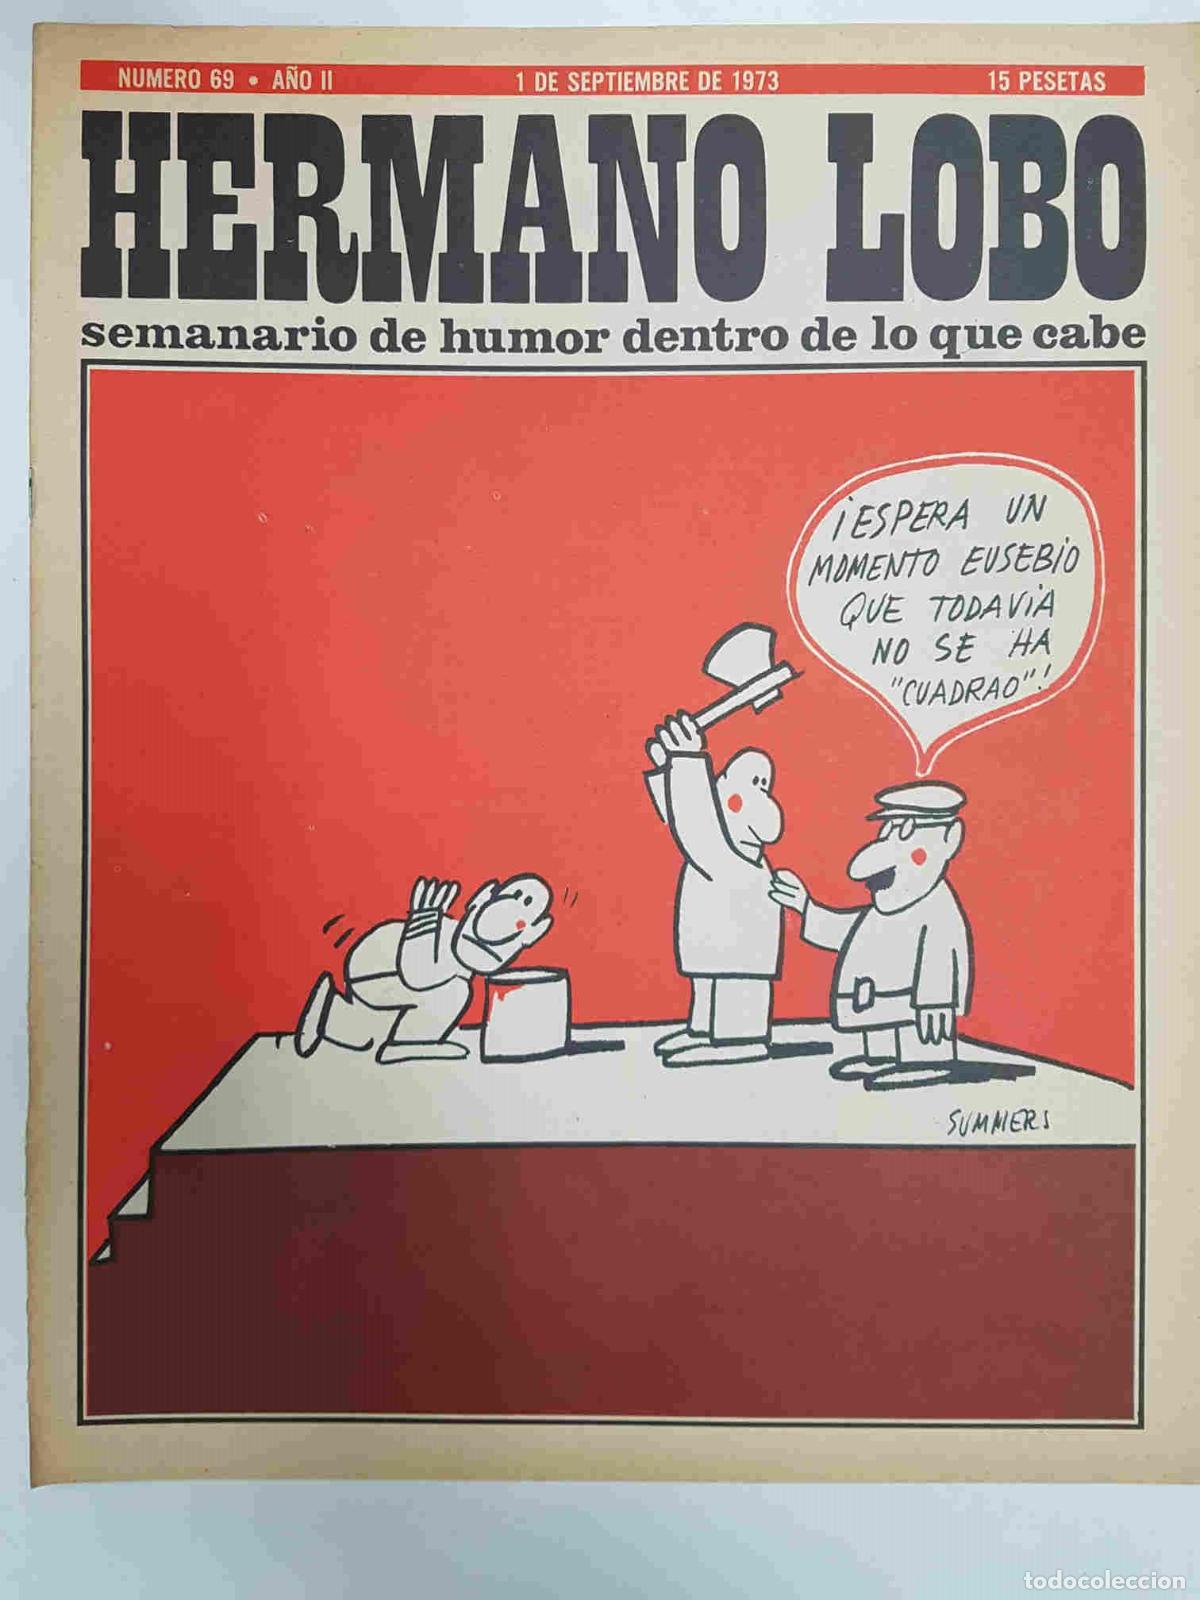 NUMERO 69 • AÑO II 1 DE SEPTIEMBRE DE 1973 15 PESETAS
HERMANO LOBO
semanario de humor dentro de lo que cabe
¡ESPERA UN
MOMENTO EUSEBIO
QUE TODAVIA
NO SE HA
"CUADRAO"!
SUMMERS
todocoleccion